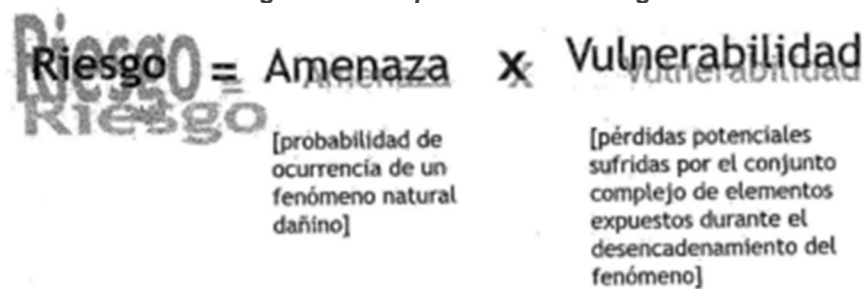 Riesgo = Amenaza x Vulnerabilidad
[probabilidad de
ocurrencia de un
fenómeno natural
dañino]
[pérdidas potenciales
sufridas por el conjunto
complejo de elementos
expuestos durante el
desencadenamiento del
fenómeno]